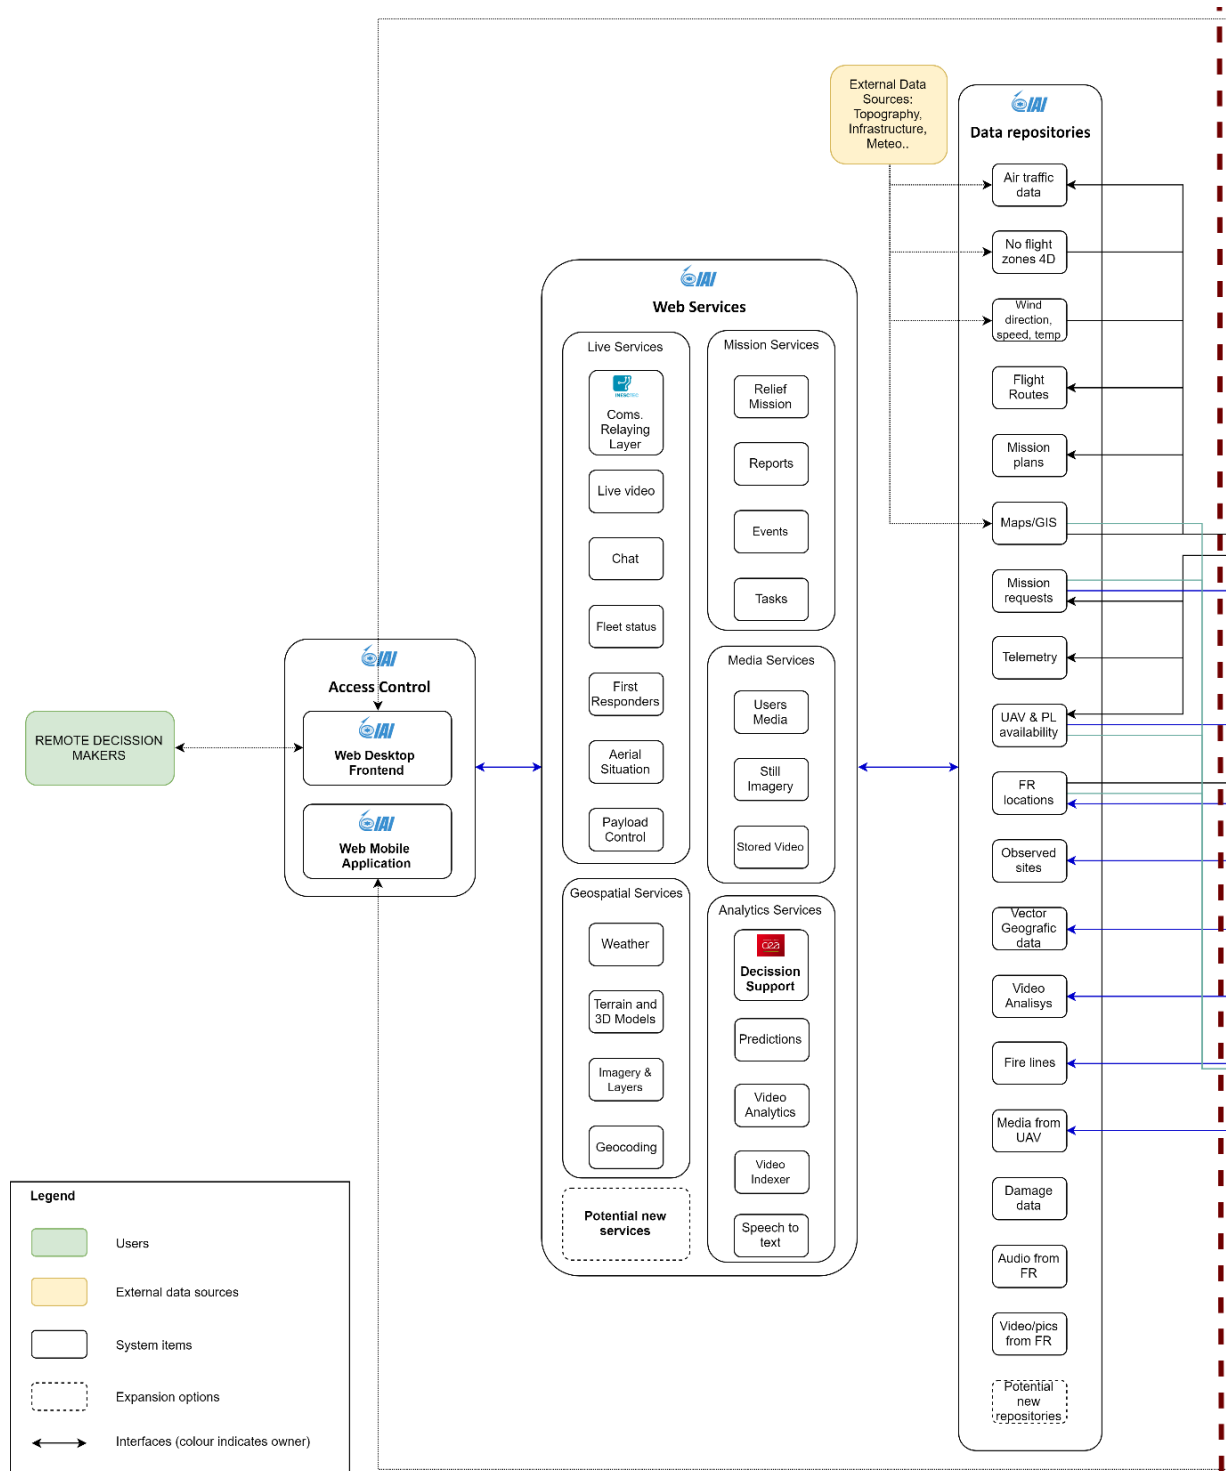 External Data
Sources:
Topography,
Infrastructure,
Meteo..
IAI
Data repositories
Air traffic
data
No flight
zones 4D
Wind
direction,
speed, temp
Flight
Routes
Mission
plans
Maps/GIS
Mission
requests
Telemetry
UAV & PL
availability
FR
locations
Observed
sites
Vector
Geografic
data
Video
Analisys
Fire lines
Media from
UAV
Damage
data
Audio from
FR
Video/pics
from FR
Potential
new
repositories
IAI
Web Services
Live Services
INESCTEC
Coms.
Relaying
Layer
Live video
Chat
Fleet status
First
Responders
Aerial
Situation
Payload
Control
Mission Services
Relief
Mission
Reports
Events
Tasks
Media Services
Users
Media
Still
Imagery
Stored Video
Geospatial Services
Weather
Terrain and
3D Models
Imagery &
Layers
Geocoding
Analytics Services
cea
Decission
Support
Predictions
Video
Analytics
Video
Indexer
Speech to
text
Potential new
services
IAI
Access Control
IAI
Web Desktop
Frontend
IAI
Web Mobile
Application
REMOTE DECISSION
MAKERS
Legend
Users
External data sources
System items
Expansion options
Interfaces (colour indicates owner)